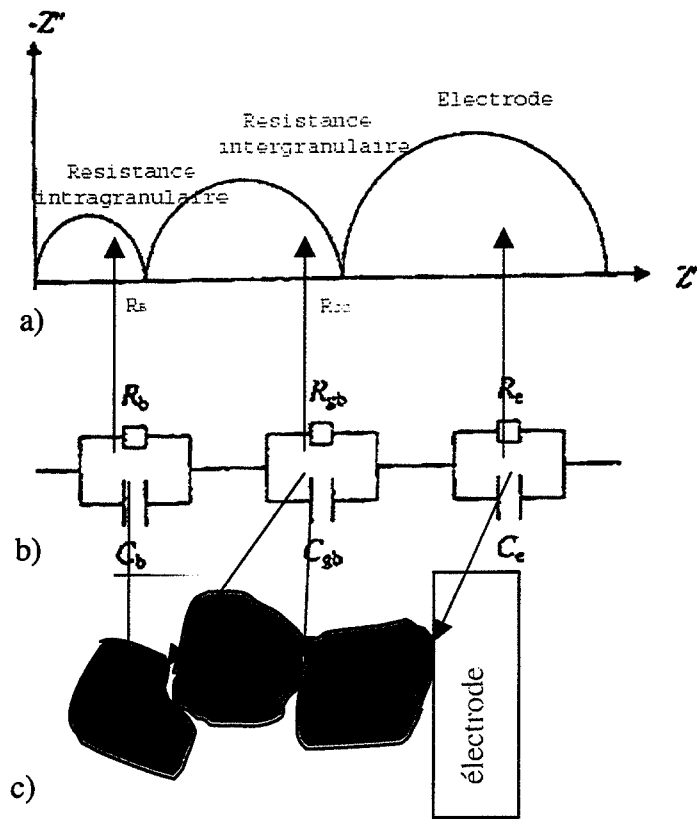 -Z"
Electrode
Resistance
intergranulaire
Resistance
intragranulaire
Z'
a)
R_b R_gb R_e
b)
C_b C_gb C_e
électrode
c)